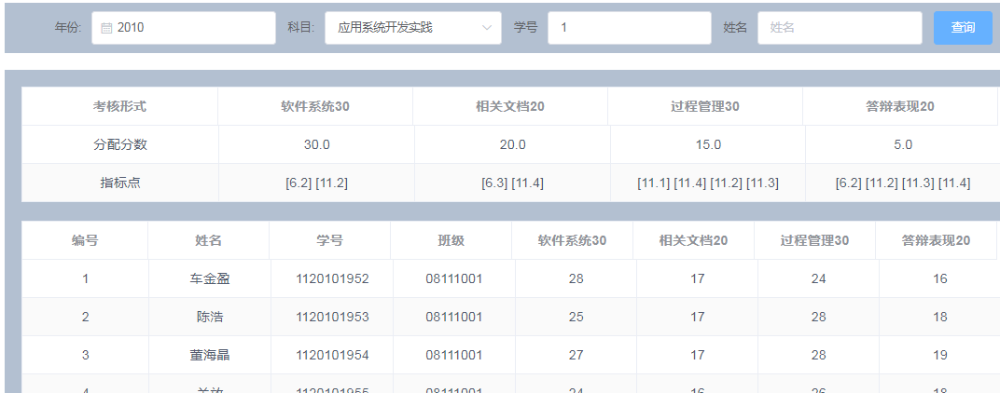 年份: 2010 科目: 应用系统开发实践 学号 1 姓名 姓名 查询
考核形式 软件系统30 相关文档20 过程管理30 答辩表现20
分配分数 30.0 20.0 15.0 5.0
指标点 [6.2] [11.2] [6.3] [11.4] [11.1] [11.4] [11.2] [11.3] [6.2] [11.2] [11.3] [11.4]
编号 姓名 学号 班级 软件系统30 相关文档20 过程管理30 答辩表现20
1 车金盈 1120101952 08111001 28 17 24 16
2 陈浩 1120101953 08111001 25 17 28 18
3 董海晶 1120101954 08111001 27 17 28 19
4 1120101955 08111001 24 16 26 18